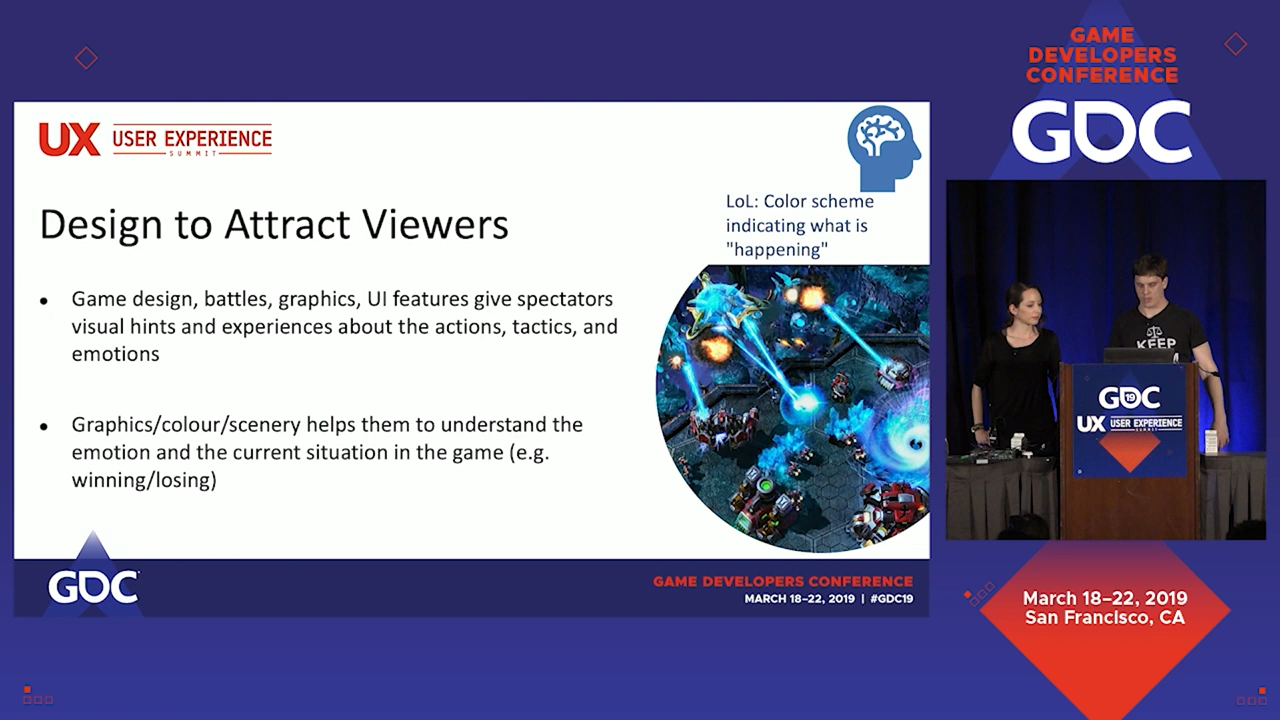 GAME
DEVELOPERS
CONFERENCE
GDC
UX USER EXPERIENCE
SUMMIT
LoL: Color scheme
indicating what is
"happening"
Design to Attract Viewers
• Game design, battles, graphics, UI features give spectators
visual hints and experiences about the actions, tactics, and
emotions
• Graphics/colour/scenery helps them to understand the
emotion and the current situation in the game (e.g.
winning/losing)
GDC
GAME DEVELOPERS CONFERENCE
MARCH 18–22, 2019 | #GDC19
KEEP
GDC
19
UX USER EXPERIENCE
March 18–22, 2019
San Francisco, CA